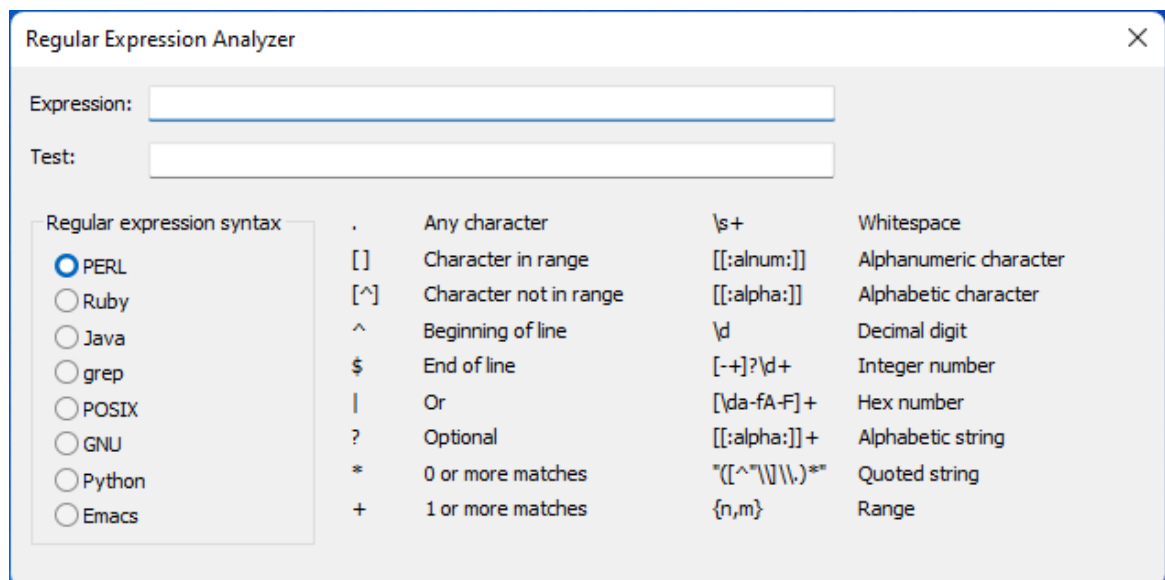 Regular Expression Analyzer
Expression:
Test:
Regular expression syntax
PERL
Ruby
Java
grep
POSIX
GNU
Python
Emacs
. Any character \s+ Whitespace
[ ] Character in range [[:alnum:]] Alphanumeric character
[^] Character not in range [[:alpha:]] Alphabetic character
^ Beginning of line \d Decimal digit
$ End of line [-+]?\d+ Integer number
| Or [\da-fA-F]+ Hex number
? Optional [[:alpha:]]+ Alphabetic string
* 0 or more matches "([^"\\]\\.)*" Quoted string
+ 1 or more matches {n,m} Range